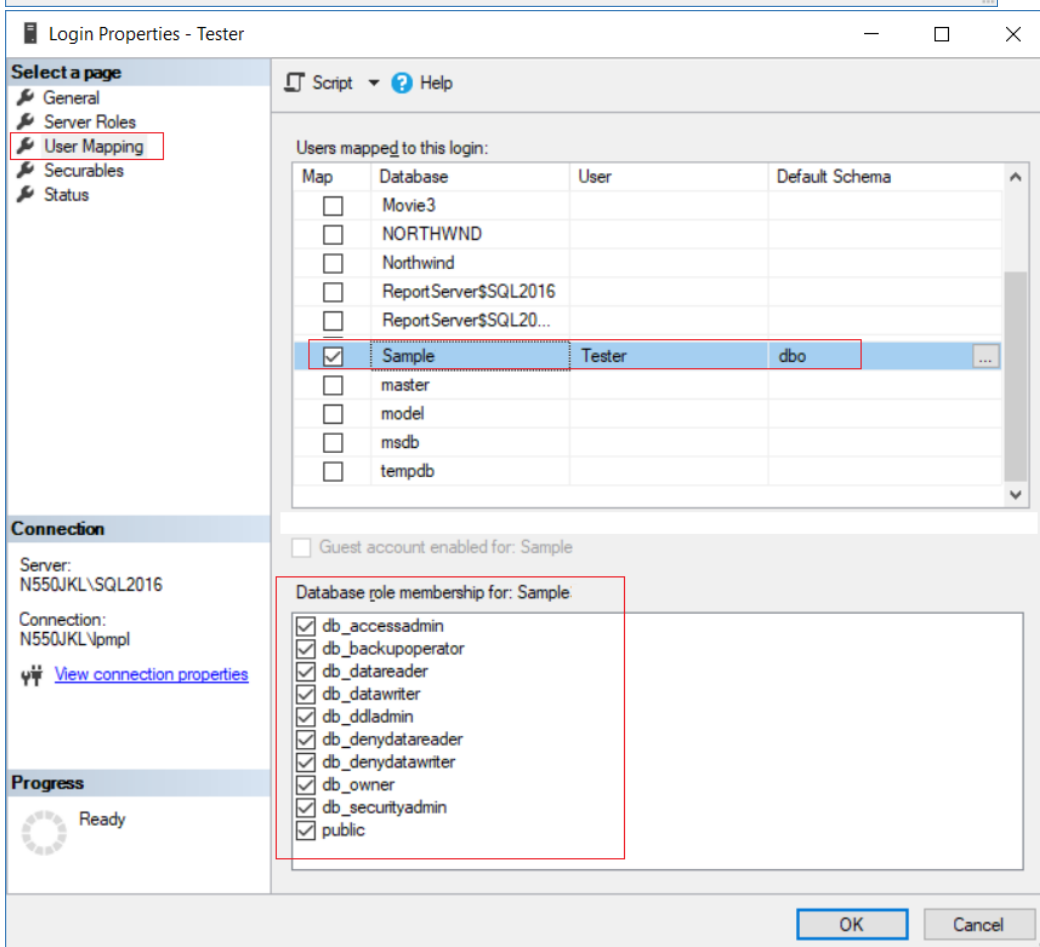 Login Properties - Tester
Select a page
General
Server Roles
User Mapping
Securables
Status
Script Help
Users mapped to this login:
Map Database User Default Schema
Movie3
NORTHWND
Northwind
ReportServer$SQL2016
ReportServer$SQL20...
Sample Tester dbo ...
master
model
msdb
tempdb
Guest account enabled for: Sample
Database role membership for: Sample
db_accessadmin
db_backupoperator
db_datareader
db_datawriter
db_ddladmin
db_denydatareader
db_denydatawriter
db_owner
db_securityadmin
public
Connection
Server:
N550JKL\SQL2016
Connection:
N550JKL\lpmpl
View connection properties
Progress
Ready
OK Cancel